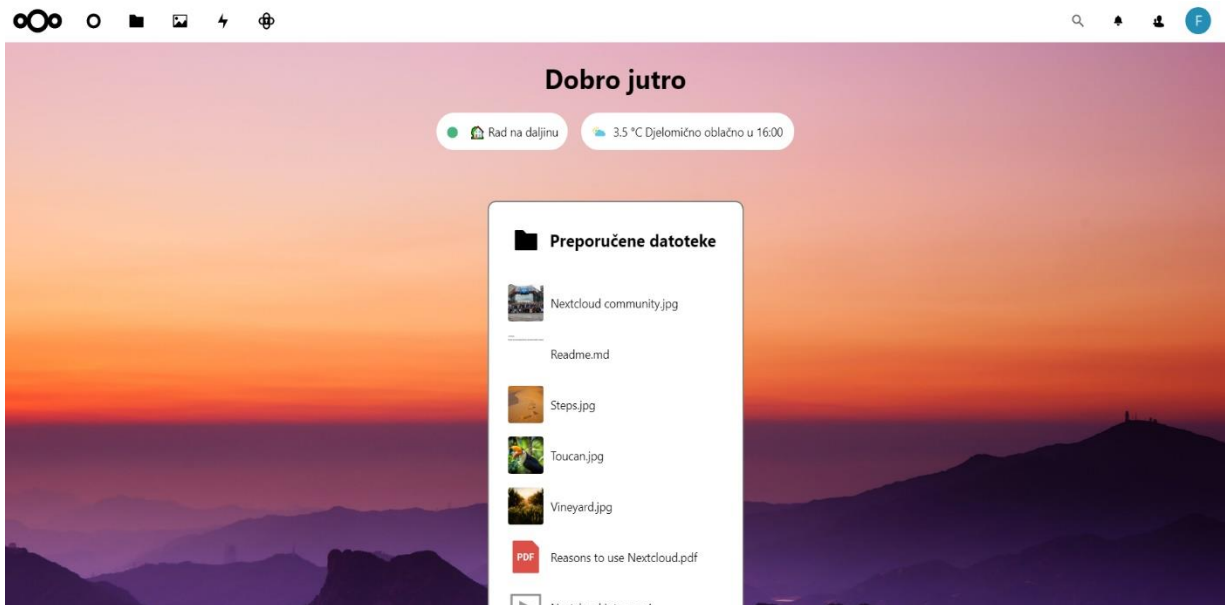 F
Dobro jutro
Rad na daljinu
3.5 °C Djelomično oblačno u 16:00
Preporučene datoteke
Nextcloud community.jpg
Readme.md
Steps.jpg
Toucan.jpg
Vineyard.jpg
PDF
Reasons to use Nextcloud.pdf